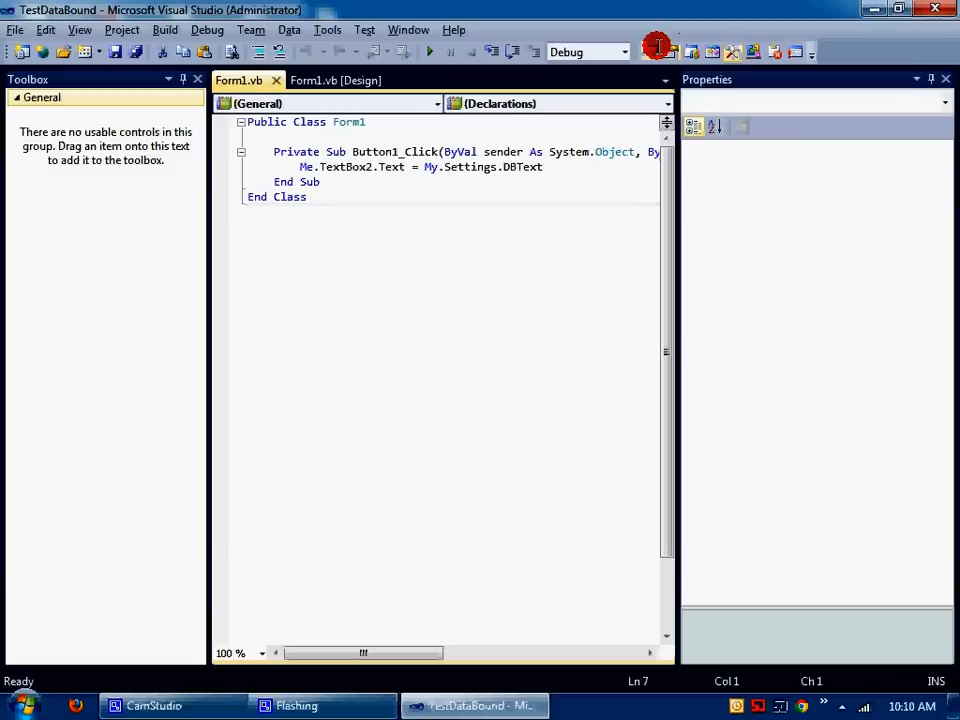 TestDataBound - Microsoft Visual Studio (Administrator)
File Edit View Project Build Debug Team Data Tools Test Window Help
Debug
Toolbox
Form1.vb
Form1.vb [Design]
Properties
General
(General)
(Declarations)
There are no usable controls in this
group. Drag an item onto this text
to add it to the toolbox.
Public Class Form1
Private Sub Button1_Click(ByVal sender As System.Object, By
Me.TextBox2.Text = My.Settings.DBText
End Sub
End Class
100 %
Ready
Ln 7
Col 1
Ch 1
INS
CamStudio
Flashing
TestDataBound - Mi...
10:10 AM